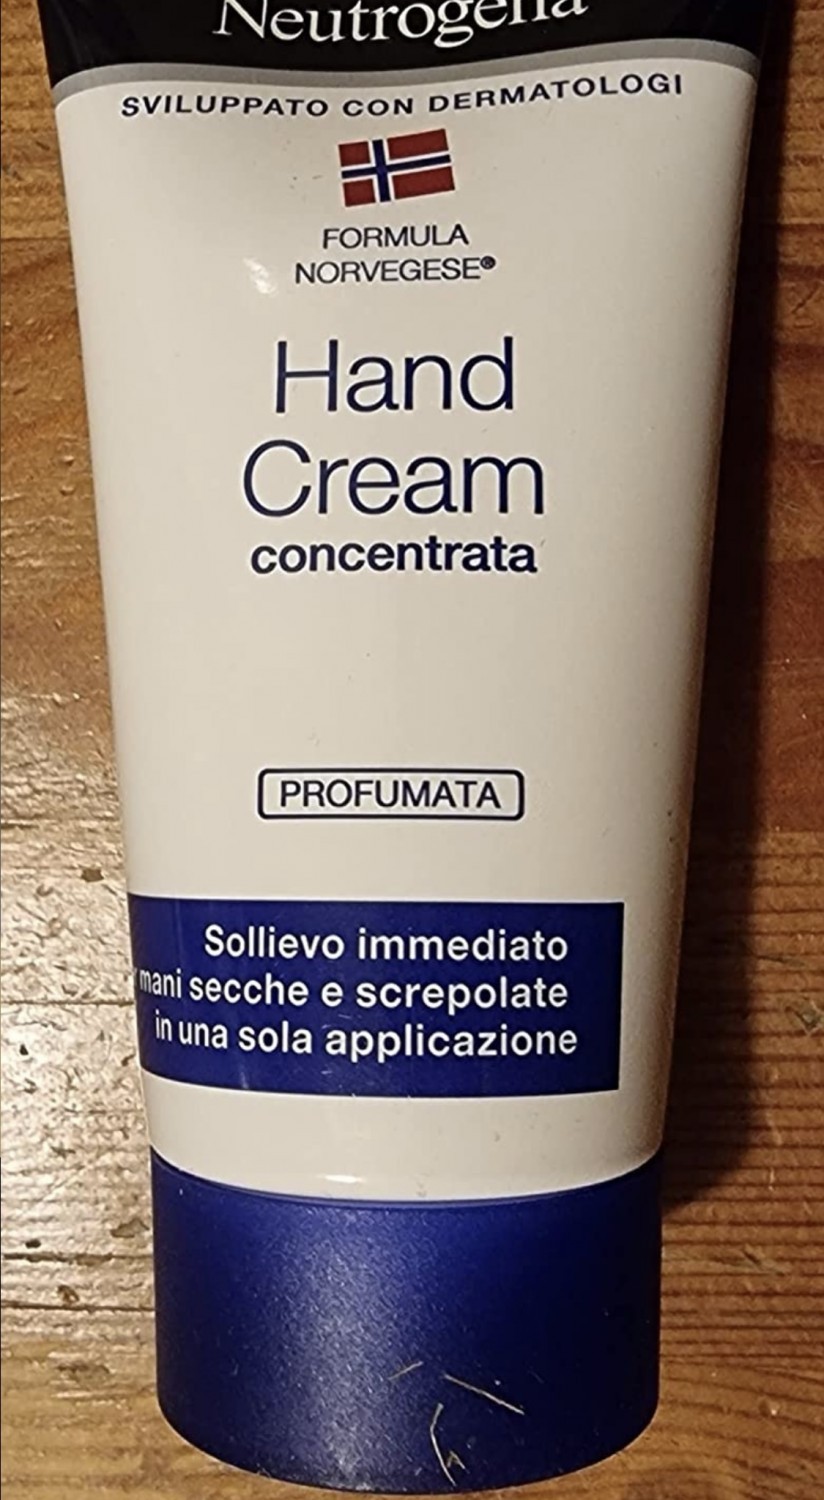 Neutrogena
SVILUPPATO CON DERMATOLOGI
FORMULA
NORVEGESE®
Hand
Cream
concentrata
PROFUMATA
Sollievo immediato
mani secche e screpolate
in una sola applicazione